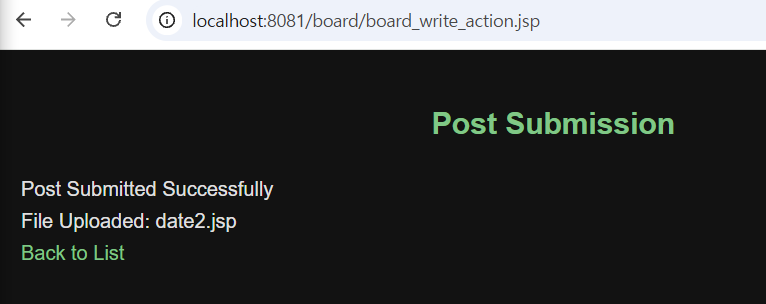 localhost:8081/board/board_write_action.jsp
Post Submission
Post Submitted Successfully
File Uploaded: date2.jsp
Back to List